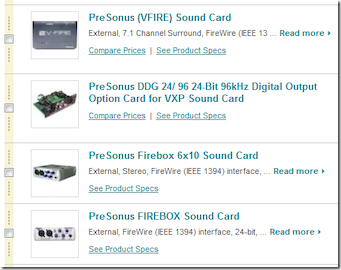 PreSonus (VFIRE) Sound Card
External, 7.1 Channel Surround, FireWire (IEEE 13 ... Read more
Compare Prices | See Product Specs
PreSonus DDG 24/ 96 24-Bit 96kHz Digital Output
Option Card for VXP Sound Card
Compare Prices | See Product Specs
PreSonus Firebox 6x10 Sound Card
External, Stereo, FireWire (IEEE 1394) interface, ... Read more
See Product Specs
PreSonus FIREBOX Sound Card
External, FireWire (IEEE 1394) interface, 24-bit, ... Read more
See Product Specs